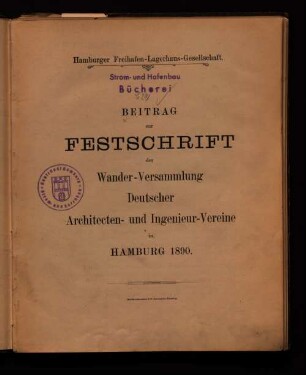 Hamburger Freihafen-Lagerhaus-Gesellschaft.
Strom- und Hafenbau
Bücherei
BEITRAG
zur
FESTSCHRIFT
der
Wander-Versammlung
Deutscher
Architecten- und Ingenieur-Vereine
in
HAMBURG 1890.